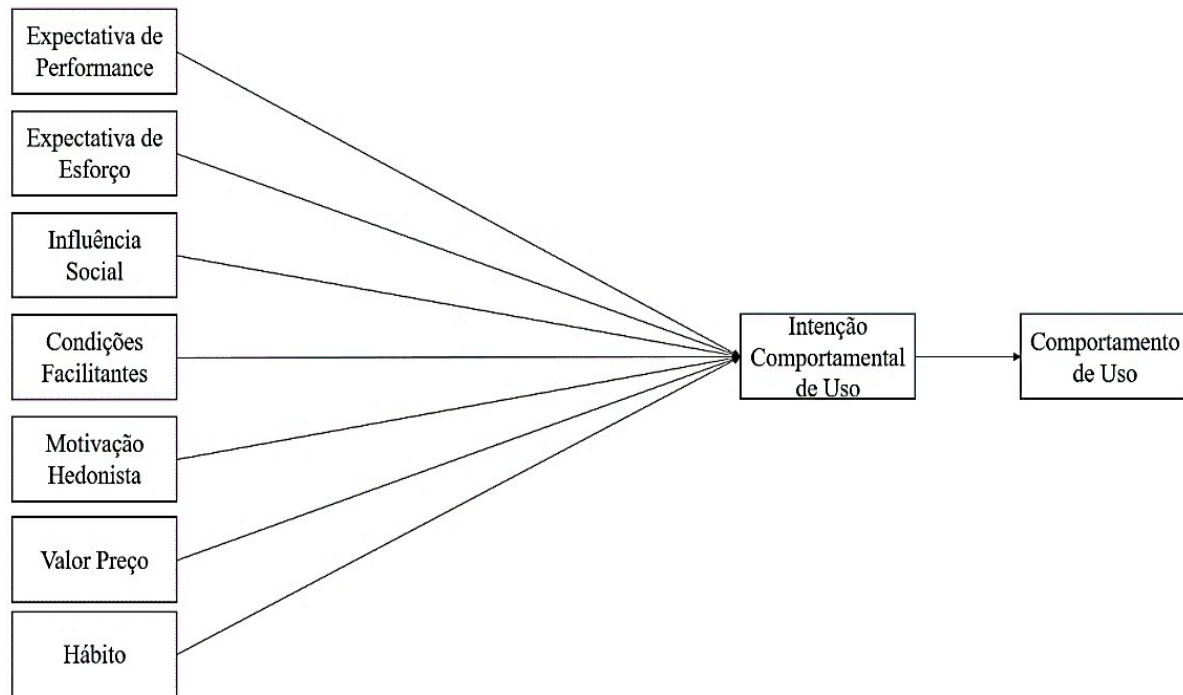 Expectativa de
Performance
Expectativa de
Esforço
Influência
Social
Condições
Facilitantes
Motivação
Hedonista
Valor Preço
Hábito
Intenção
Comportamental
de Uso
Comportamento
de Uso